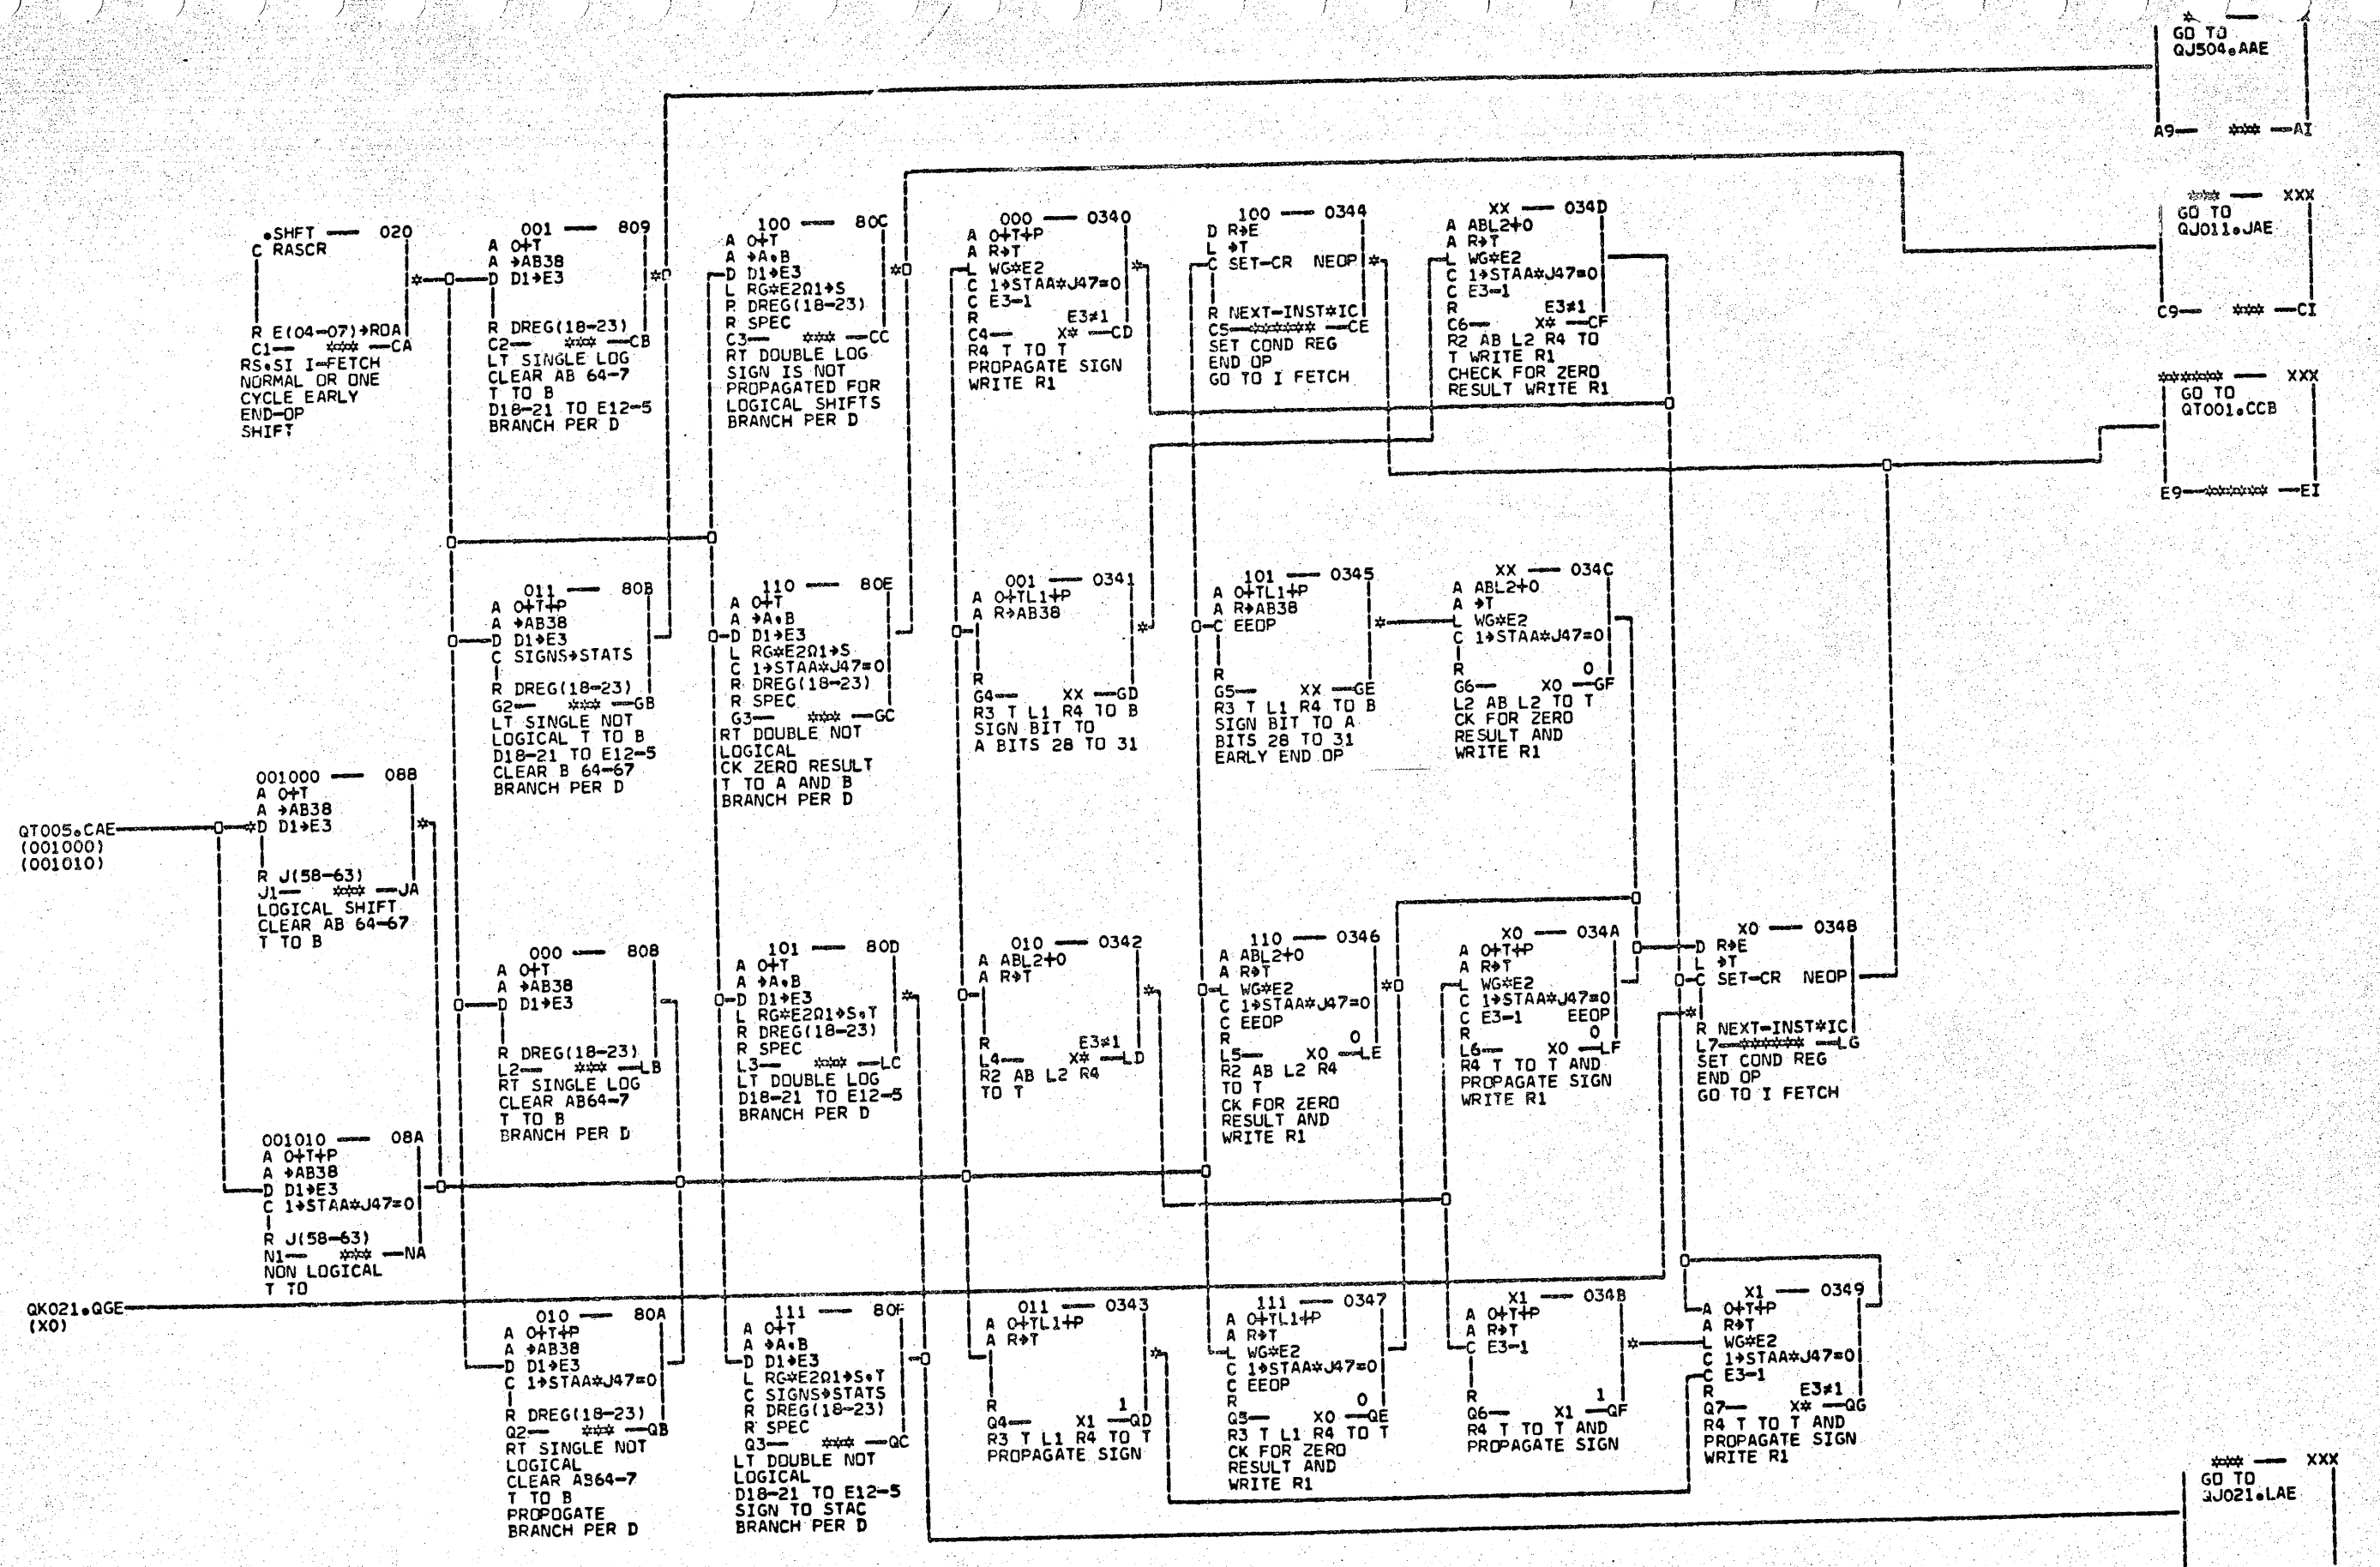 * —
GO TO
QJ504.AAE
A9— *** —AI
*** — XXX
GO TO
QJ011.JAE
C9— *** —CI
****** — XXX
GO TO
QT001.CCB
E9—****** —EI
.SHFT — 020
C RASCR
R E(04-07)→ROA
C1— *** —CA
RS.SI I-FETCH
NORMAL OR ONE
CYCLE EARLY
END-OP
SHIFT
001 — 809
A 0+T
A →AB38
D D1→E3
R DREG(18-23)
C2— *** —CB
LT SINGLE LOG
CLEAR AB 64-7
T TO B
D18-21 TO E12-5
BRANCH PER D
100 — 80C
A 0+T
A →A.B
D D1→E3
L RG*E2Ω1→S
R DREG(18-23)
R SPEC
C3— *** —CC
RT DOUBLE LOG
SIGN IS NOT
PROPAGATED FOR
LOGICAL SHIFTS
BRANCH PER D
000 — 0340
A 0+T+P
A R→T
L WG*E2
C 1→STAA*J47=0
C E3-1
R E3≠1
C4— X* —CD
R4 T TO T
PROPAGATE SIGN
WRITE R1
100 — 0344
D R→E
L →T
C SET-CR NEOP
R NEXT-INST*IC
C5—****** —CE
SET COND REG
END OP
GO TO I FETCH
XX — 034D
A ABL2+0
A R→T
L WG*E2
C 1→STAA*J47=0
C E3-1
R E3≠1
C6— X* —CF
R2 AB L2 R4 TO
T WRITE R1
CHECK FOR ZERO
RESULT WRITE R1
011 — 80B
A 0+T+P
A →AB38
D D1→E3
C SIGNS→STATS
R DREG(18-23)
G2— *** —GB
LT SINGLE NOT
LOGICAL T TO B
D18-21 TO E12-5
CLEAR B 64-67
BRANCH PER D
110 — 80E
A 0+T
A →A.B
D D1→E3
L RG*E2Ω1→S
C 1→STAA*J47=0
R DREG(18-23)
R SPEC
G3— *** —GC
RT DOUBLE NOT
LOGICAL
CK ZERO RESULT
T TO A AND B
BRANCH PER D
001 — 0341
A 0+TL1+P
A R→AB38
R
G4— XX —GD
R3 T L1 R4 TO B
SIGN BIT TO
A BITS 28 TO 31
101 — 0345
A 0+TL1+P
A R→AB38
C EEOP
R
G5— XX —GE
R3 T L1 R4 TO B
SIGN BIT TO A
BITS 28 TO 31
EARLY END OP
XX — 034C
A ABL2+0
A →T
L WG*E2
C 1→STAA*J47=0
R 0
G6— X0 —GF
L2 AB L2 TO T
CK FOR ZERO
RESULT AND
WRITE R1
QT005.CAE
(001000)
(001010)
001000 — 088
A 0+T
A →AB38
*D D1→E3
R J(58-63)
J1— *** —JA
LOGICAL SHIFT
CLEAR AB 64-67
T TO B
000 — 808
A 0+T
A →AB38
D D1→E3
R DREG(18-23)
L2— *** —LB
RT SINGLE LOG
CLEAR AB64-7
T TO B
BRANCH PER D
101 — 80D
A 0+T
A →A.B
D D1→E3
L RG*E2Ω1→S.T
R DREG(18-23)
R SPEC
L3— *** —LC
LT DOUBLE LOG
D18-21 TO E12-5
BRANCH PER D
010 — 0342
A ABL2+0
A R→T
R E3≠1
L4— X* —LD
R2 AB L2 R4
TO T
110 — 0346
A ABL2+0
A R→T
L WG*E2
C 1→STAA*J47=0
C EEOP
R 0
L5— X0 —LE
R2 AB L2 R4
TO T
CK FOR ZERO
RESULT AND
WRITE R1
X0 — 034A
A 0+T+P
A R→T
L WG*E2
C 1→STAA*J47=0
C E3-1 EEOP
R 0
L6— X0 —LF
R4 T TO T AND
PROPAGATE SIGN
WRITE R1
X0 — 0348
D R→E
L →T
C SET-CR NEOP
R NEXT-INST*IC
L7—****** —LG
SET COND REG
END OP
GO TO I FETCH
001010 — 08A
A 0+T+P
A →AB38
D D1→E3
C 1→STAA*J47=0
R J(58-63)
N1— *** —NA
NON LOGICAL
T TO
QK021.QGE
(X0)
010 — 80A
A 0+T+P
A →AB38
D D1→E3
C 1→STAA*J47=0
R DREG(18-23)
Q2— *** —QB
RT SINGLE NOT
LOGICAL
CLEAR AB64-7
T TO B
PROPOGATE
BRANCH PER D
111 — 80F
A 0+T
A →A.B
D D1→E3
L RG*E2Ω1→S.T
C SIGNS→STATS
R DREG(18-23)
R SPEC
Q3— *** —QC
LT DOUBLE NOT
LOGICAL
D18-21 TO E12-5
SIGN TO STAC
BRANCH PER D
011 — 0343
A 0+TL1+P
A R→T
R 1
Q4— X1 —QD
R3 T L1 R4 TO T
PROPAGATE SIGN
111 — 0347
A 0+TL1+P
A R→T
L WG*E2
C 1→STAA*J47=0
C EEOP
R 0
Q5— X0 —QE
R3 T L1 R4 TO T
CK FOR ZERO
RESULT AND
WRITE R1
X1 — 034B
A 0+T+P
A R→T
C E3-1
R 1
Q6— X1 —QF
R4 T TO T AND
PROPAGATE SIGN
X1 — 0349
A 0+T+P
A R→T
L WG*E2
C 1→STAA*J47=0
C E3-1
R E3≠1
Q7— X* —QG
R4 T TO T AND
PROPAGATE SIGN
WRITE R1
*** — XXX
GO TO
QJ021.LAE